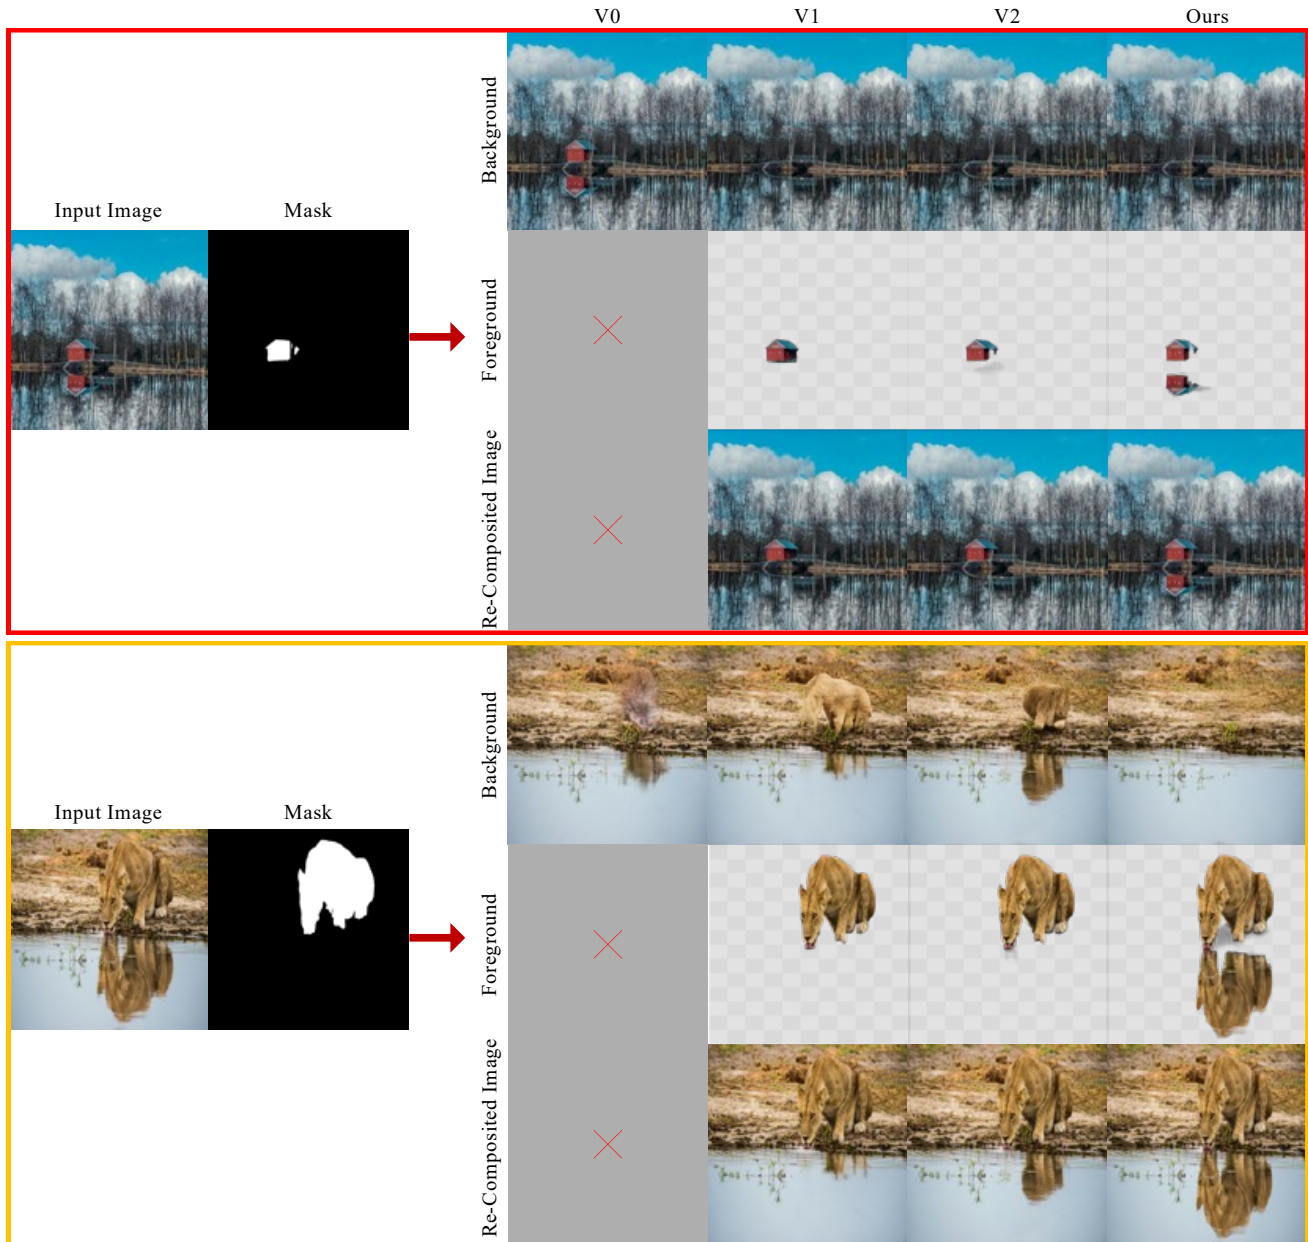 V0 V1 V2 Ours
Background
Input Image Mask
Foreground
Re-Composited Image
Background
Input Image Mask
Foreground
Re-Composited Image